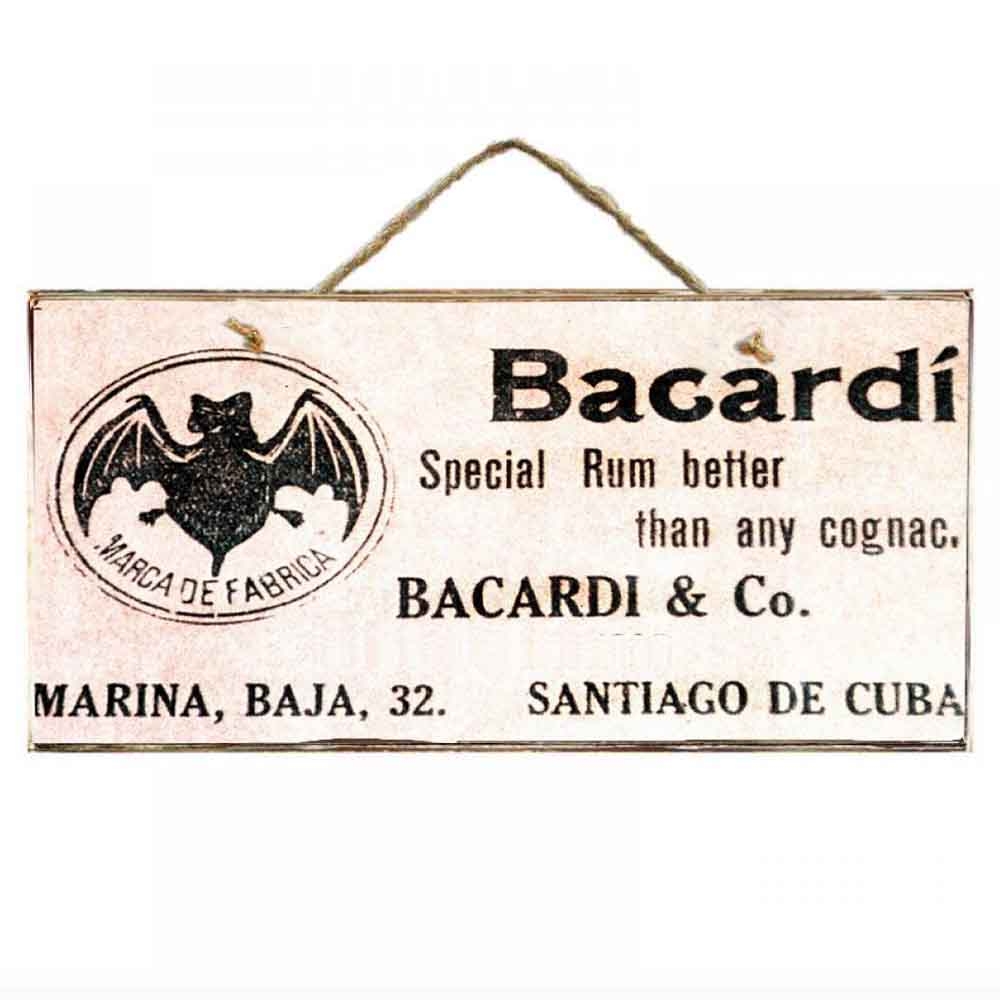 Bacardí
Special Rum better
than any cognac.
MARCA DE FABRICA
BACARDI & Co.
MARINA, BAJA, 32. SANTIAGO DE CUBA